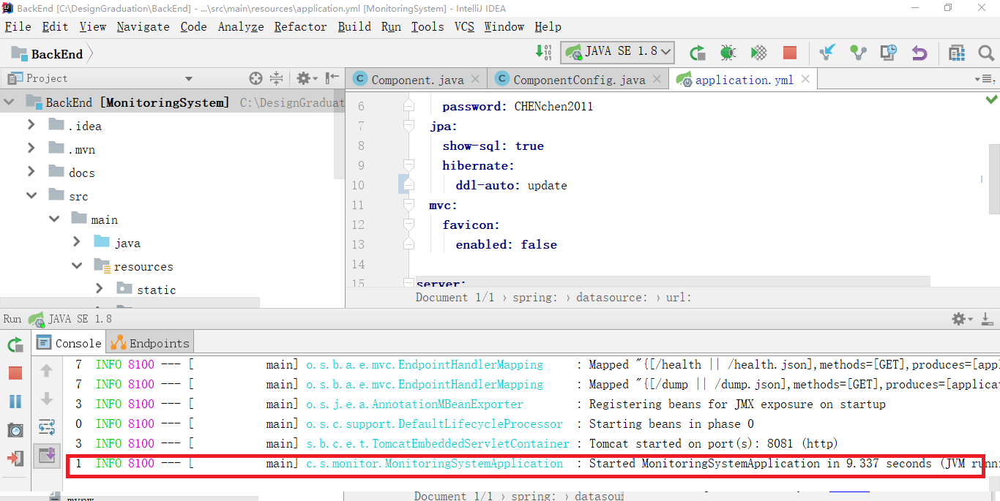 BackEnd [C:\DesignGraduation\BackEnd] - ...\src\main\resources\application.yml [MonitoringSystem] - IntelliJ IDEA
File Edit View Navigate Code Analyze Refactor Build Run Tools VCS Window Help
BackEnd
JAVA SE 1.8
Project
Component.java
ComponentConfig.java
application.yml
BackEnd [MonitoringSystem] C:\DesignGraduat
.idea
.mvn
docs
src
main
java
resources
static
6 password: CHENchen2011
7 jpa:
8 show-sql: true
9 hibernate:
10 ddl-auto: update
11 mvc:
12 favicon:
13 enabled: false
14
15 server:
Document 1/1 › spring: › datasource: › url:
Run JAVA SE 1.8
Console Endpoints
7 INFO 8100 --- [ main] o.s.b.a.e.mvc.EndpointHandlerMapping : Mapped "{[/health || /health.json],methods=[GET],produces=[appl
7 INFO 8100 --- [ main] o.s.b.a.e.mvc.EndpointHandlerMapping : Mapped "{[/dump || /dump.json],methods=[GET],produces=[applicat
3 INFO 8100 --- [ main] o.s.j.e.a.AnnotationMBeanExporter : Registering beans for JMX exposure on startup
0 INFO 8100 --- [ main] o.s.c.support.DefaultLifecycleProcessor : Starting beans in phase 0
3 INFO 8100 --- [ main] s.b.c.e.t.TomcatEmbeddedServletContainer : Tomcat started on port(s): 8081 (http)
1 INFO 8100 --- [ main] c.s.monitor.MonitoringSystemApplication : Started MonitoringSystemApplication in 9.337 seconds (JVM runni
mvnw
Document 1/1 › spring: › datasou